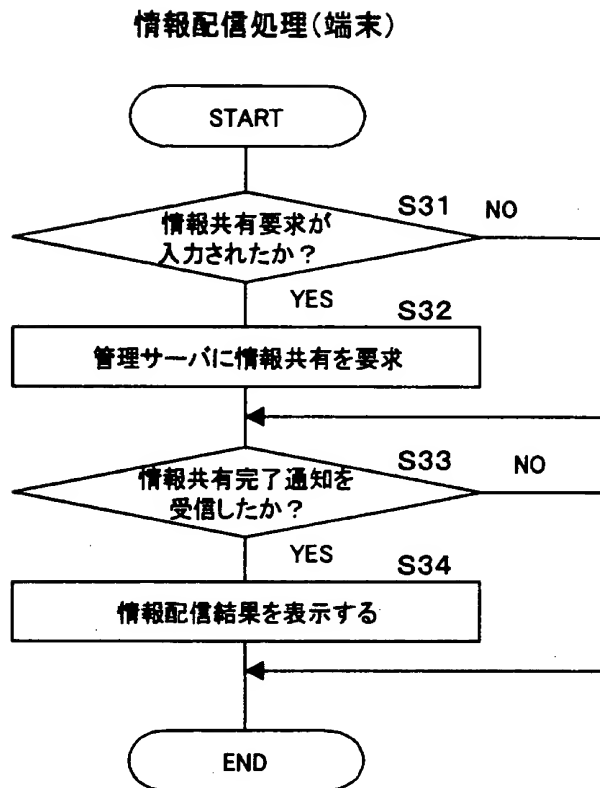 情報配信処理(端末)
START
S31
NO
情報共有要求が
入力されたか?
YES
S32
管理サーバに情報共有を要求
S33
NO
情報共有完了通知を
受信したか?
YES
S34
情報配信結果を表示する
END